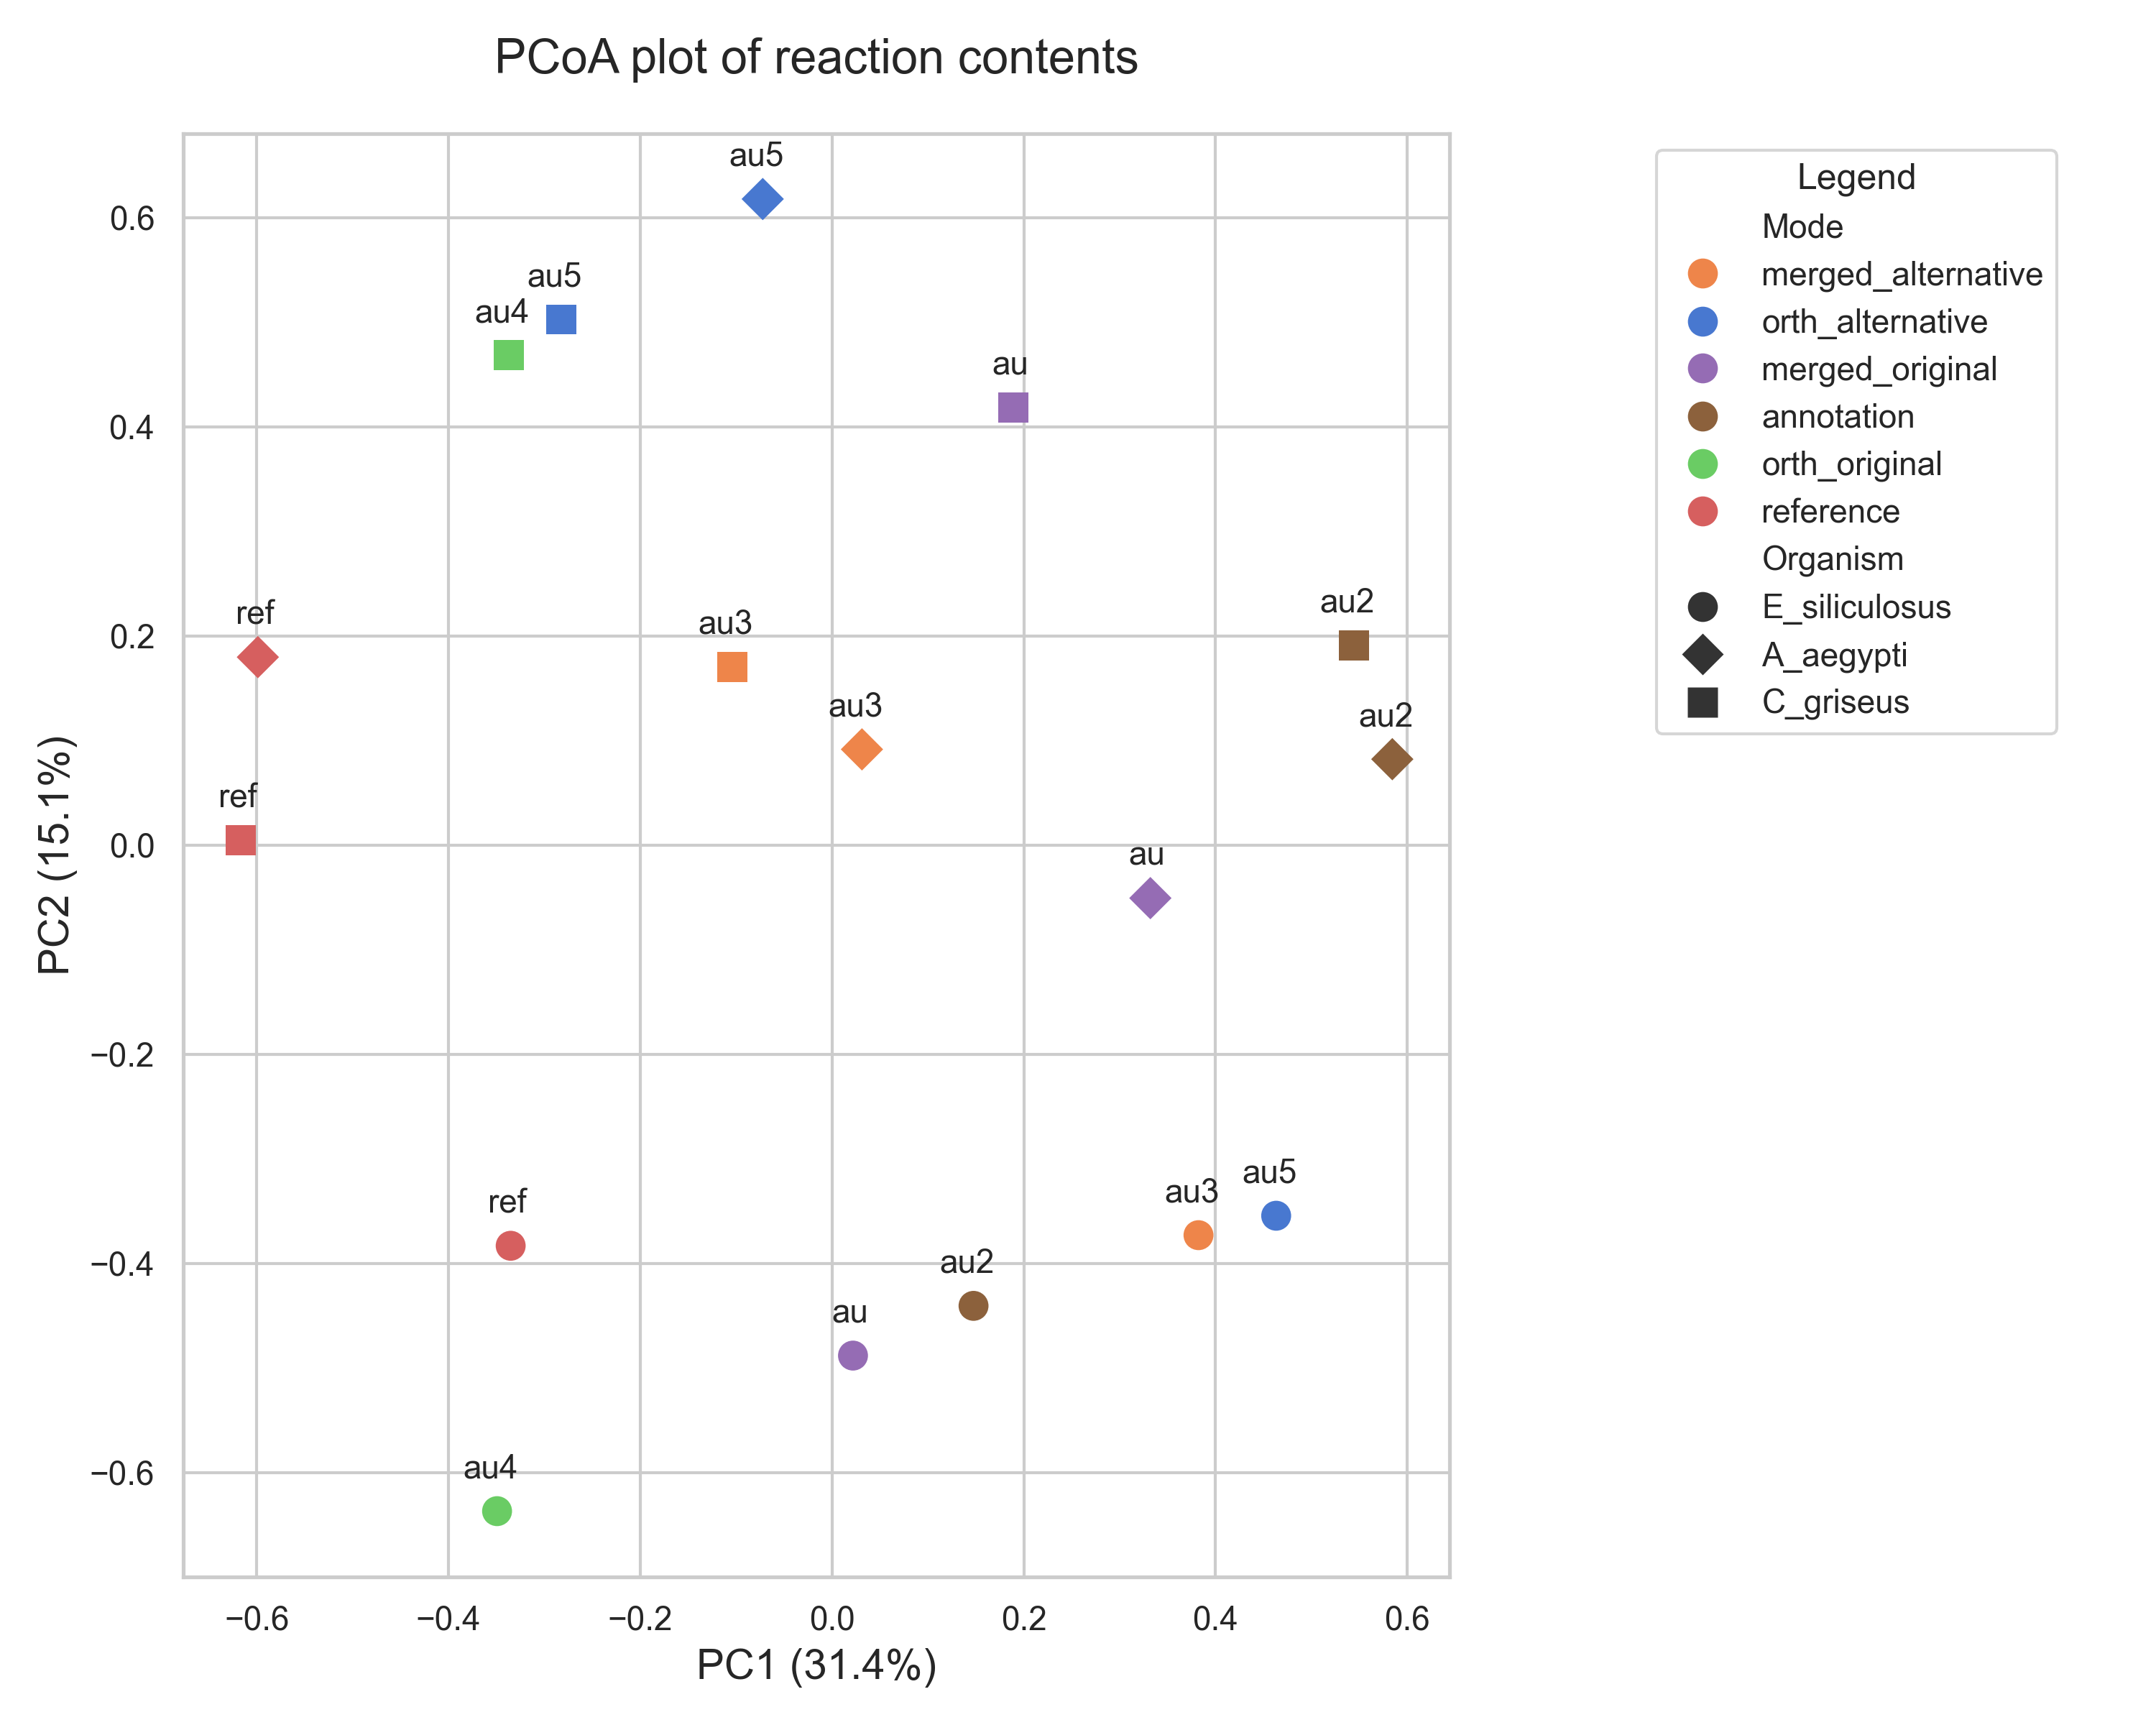 PCoA plot of reaction contents
au5
0.6
au5
au4
au
0.4
ref
au3
au2
0.2
au3
au2
ref
0.0
au
−0.2
au5
au3
ref
au2
−0.4
au
au4
−0.6
PC2 (15.1%)
−0.6 −0.4 −0.2 0.0 0.2 0.4 0.6
PC1 (31.4%)
Legend
Mode
merged_alternative
orth_alternative
merged_original
annotation
orth_original
reference
Organism
E_siliculosus
A_aegypti
C_griseus